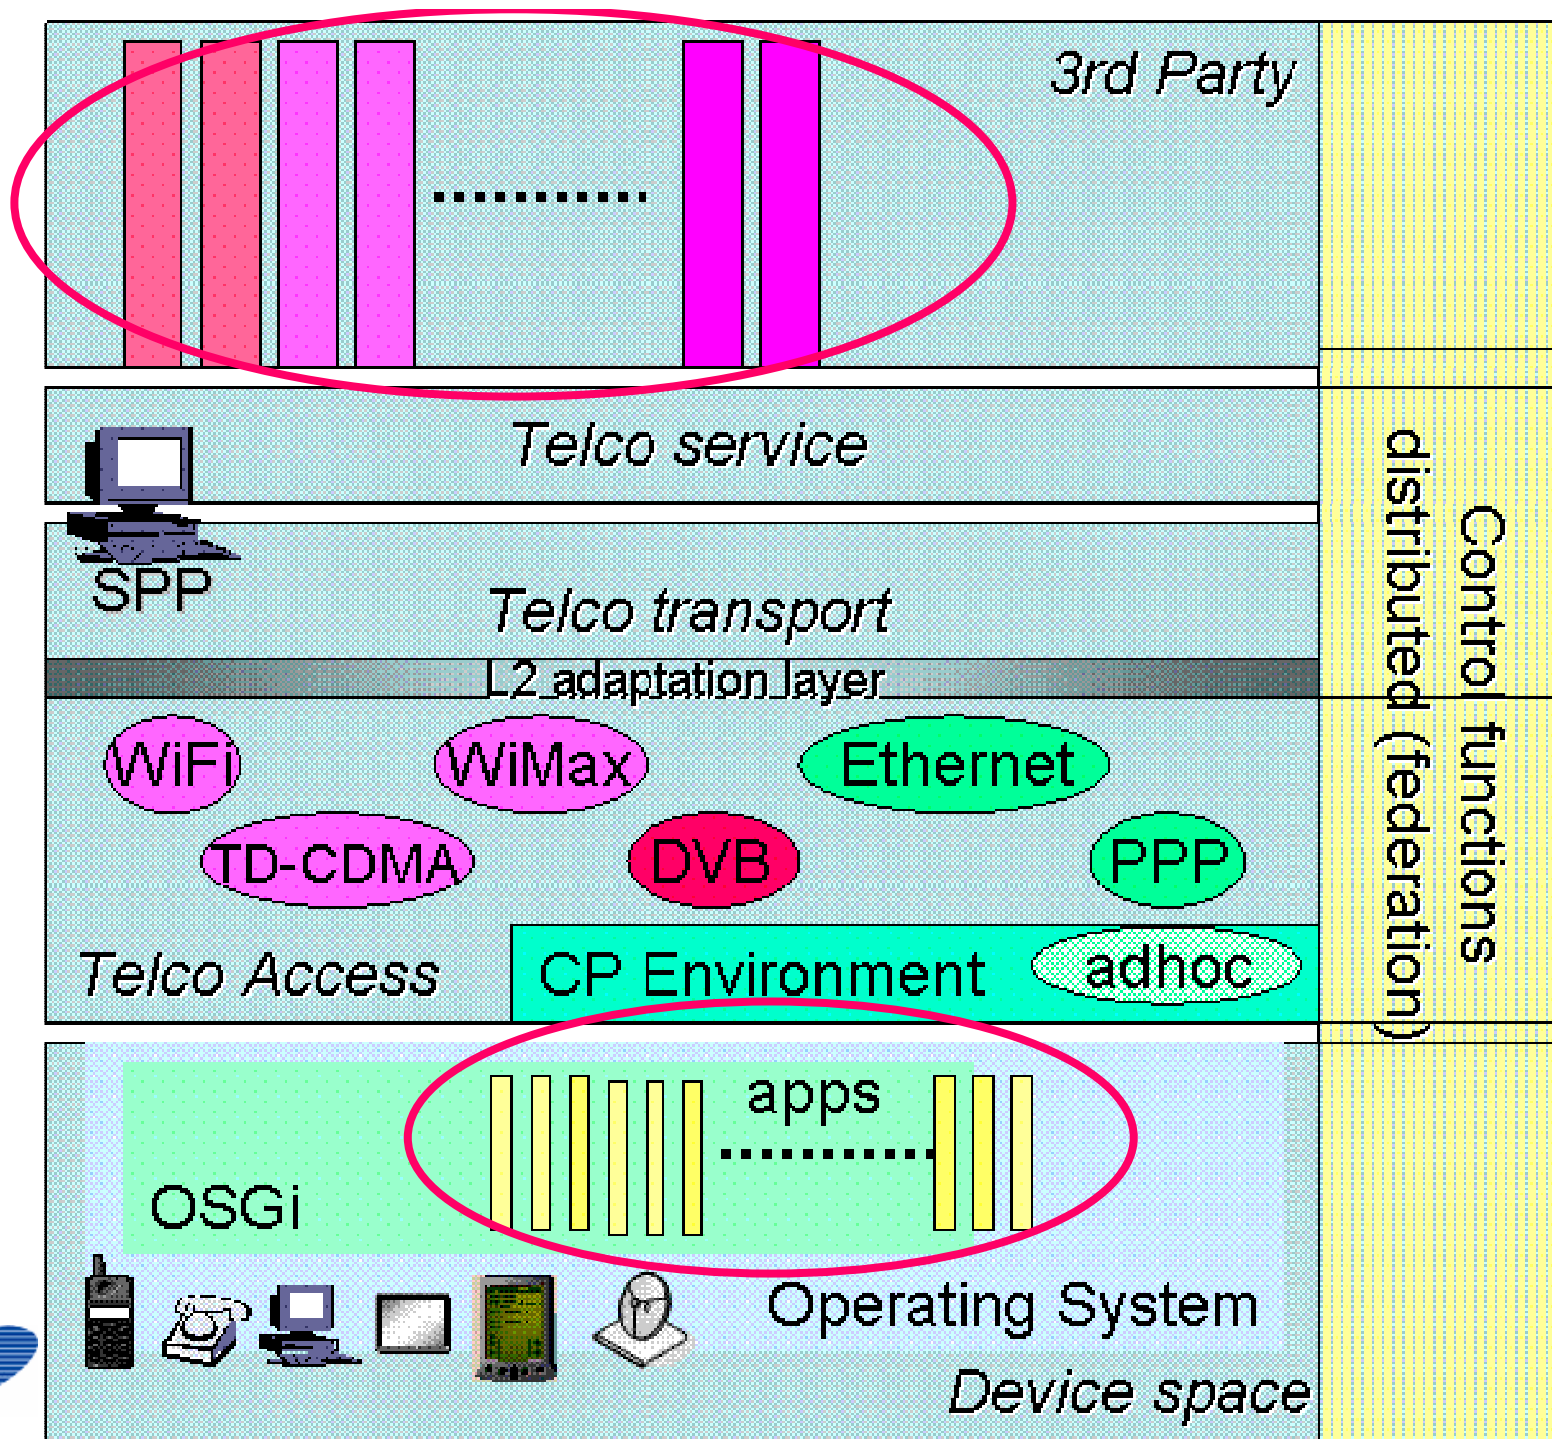 3rd Party
Telco service
SPP
Telco transport
L2 adaptation layer
WiFi
WiMax
Ethernet
TD-CDMA
DVB
PPP
Telco Access
CP Environment
adhoc
apps
OSGi
Operating System
Device space
Control functions
distributed (federation)